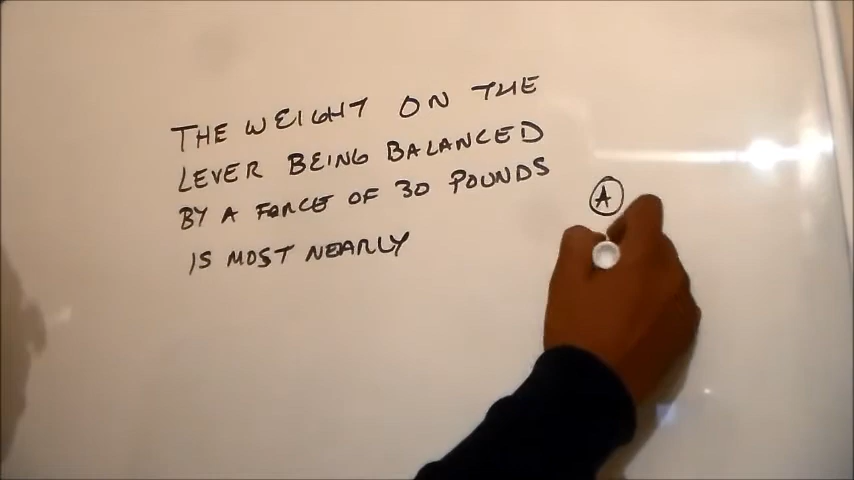 THE WEIGHT ON THE
LEVER BEING BALANCED
BY A FORCE OF 30 POUNDS
IS MOST NEARLY
A